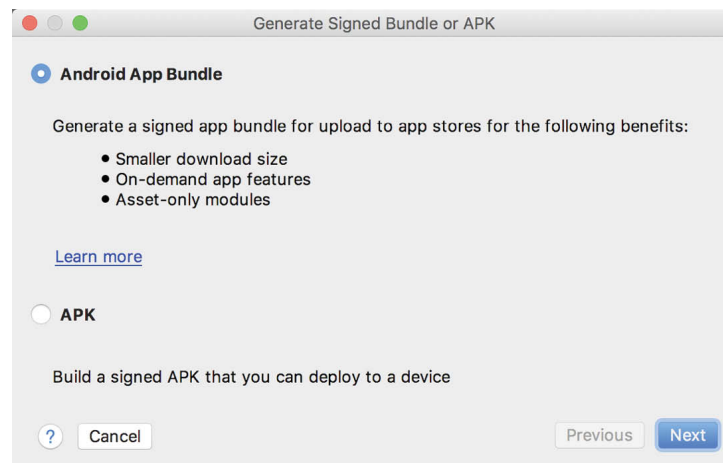 Generate Signed Bundle or APK
Android App Bundle
Generate a signed app bundle for upload to app stores for the following benefits:
• Smaller download size
• On-demand app features
• Asset-only modules
Learn more
APK
Build a signed APK that you can deploy to a device
? Cancel Previous Next